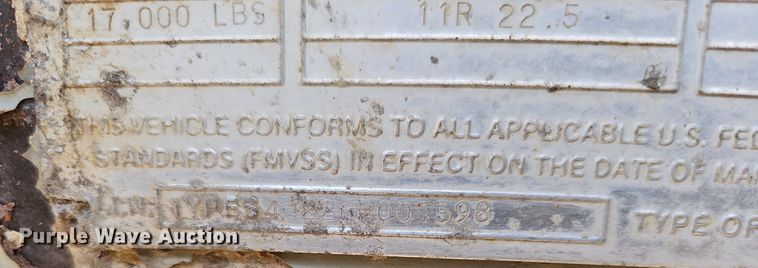 17,000 LBS 11R 22.5
THIS VEHICLE CONFORMS TO ALL APPLICABLE U.S. FED
STANDARDS (FMVSS) IN EFFECT ON THE DATE OF MA
TYPE OF
Purple Wave Auction